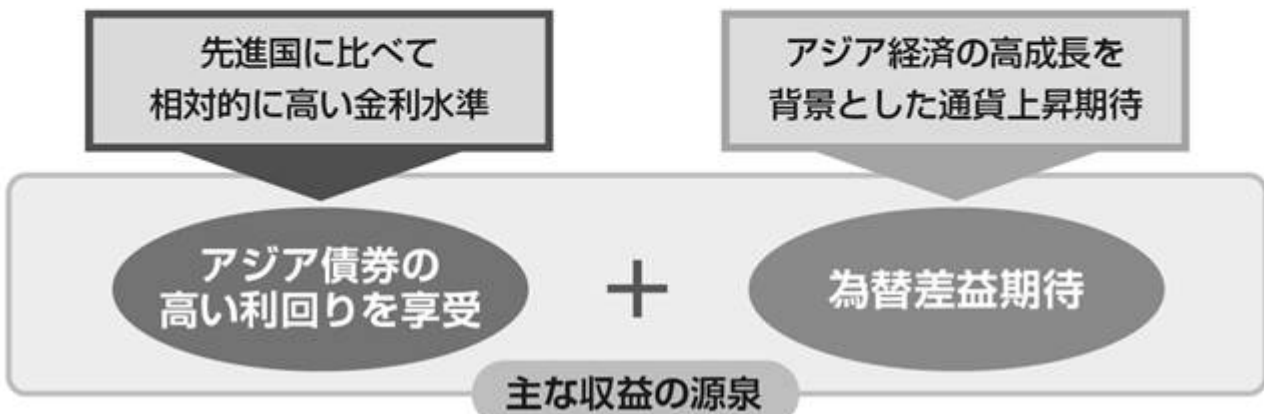 先進国に比べて
相対的に高い金利水準
アジア経済の高成長を
背景とした通貨上昇期待
アジア債券の
高い利回りを享受
+
為替差益期待
主な収益の源泉